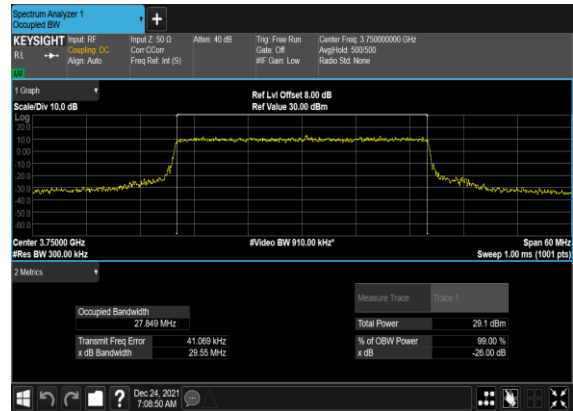 Spectrum Analyzer 1
Occupied BW
+
KEYSIGHT Input: RF Input Z: 50 Ω Atten: 40 dB Trig: Free Run Center Freq: 3.750000000 GHz
RL Coupling: DC Corr CCorr Gate: Off Avg|Hold: 500/500
Align: Auto Freq Ref: Int (S) #IF Gain: Low Radio Std: None
1 Graph
Ref Lvl Offset 8.00 dB
Scale/Div 10.0 dB Ref Value 30.00 dBm
Log
20.0
10.0
0.00
-10.0
-20.0
-30.0
-40.0
-50.0
-60.0
Center 3.75000 GHz #Video BW 910.00 kHz* Span 60 MHz
#Res BW 300.00 kHz Sweep 1.00 ms (1001 pts)
2 Metrics
Measure Trace Trace 1
Occupied Bandwidth
27.849 MHz Total Power 29.1 dBm
Transmit Freq Error 41.069 kHz % of OBW Power 99.00 %
x dB Bandwidth 29.55 MHz x dB -26.00 dB
? Dec 24, 2021
7:08:50 AM